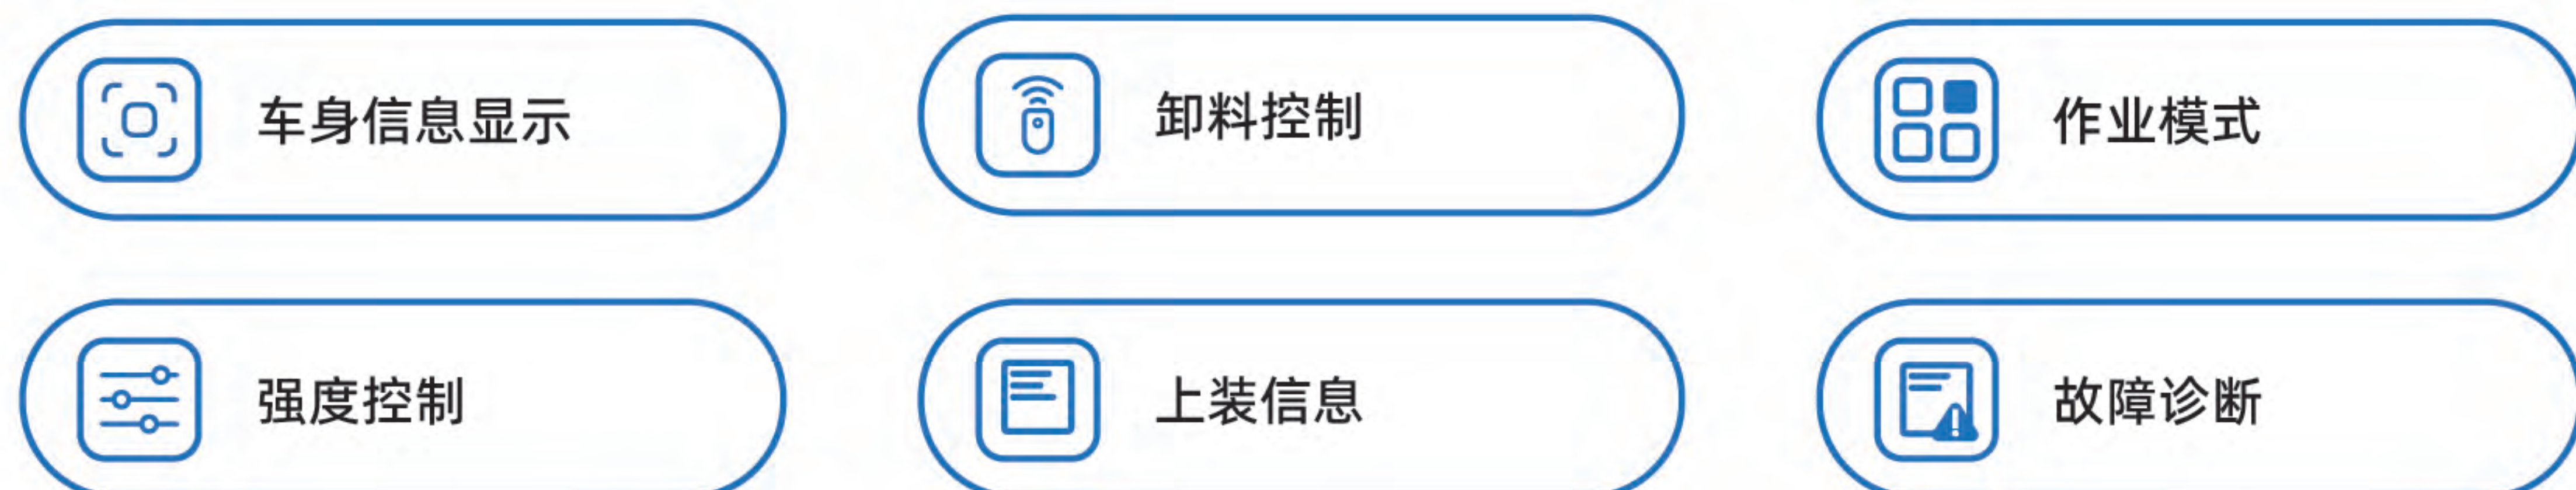 车身信息显示
卸料控制
作业模式
强度控制
上装信息
故障诊断